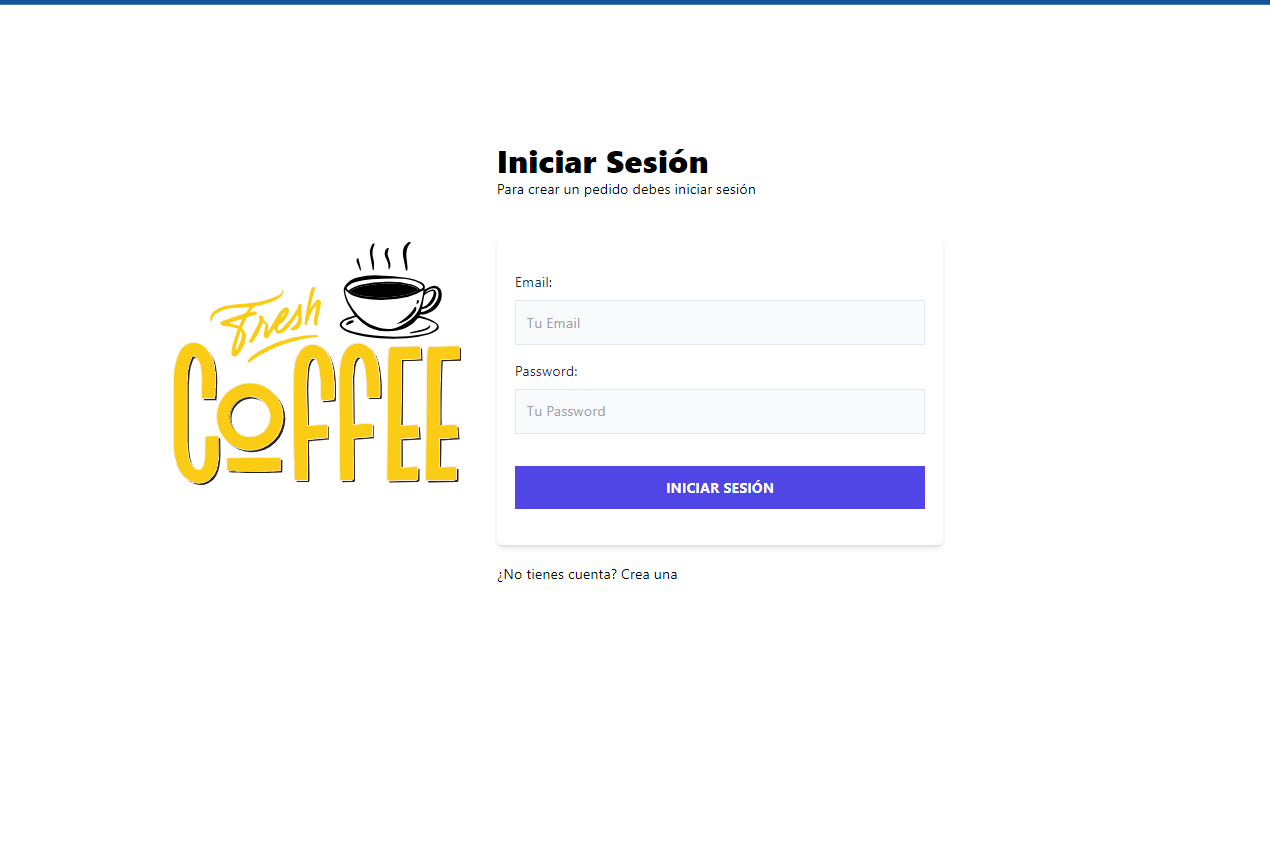 Iniciar Sesión
Para crear un pedido debes iniciar sesión
Fresh
COFFEE
Email:
Tu Email
Password:
Tu Password
INICIAR SESIÓN
¿No tienes cuenta? Crea una